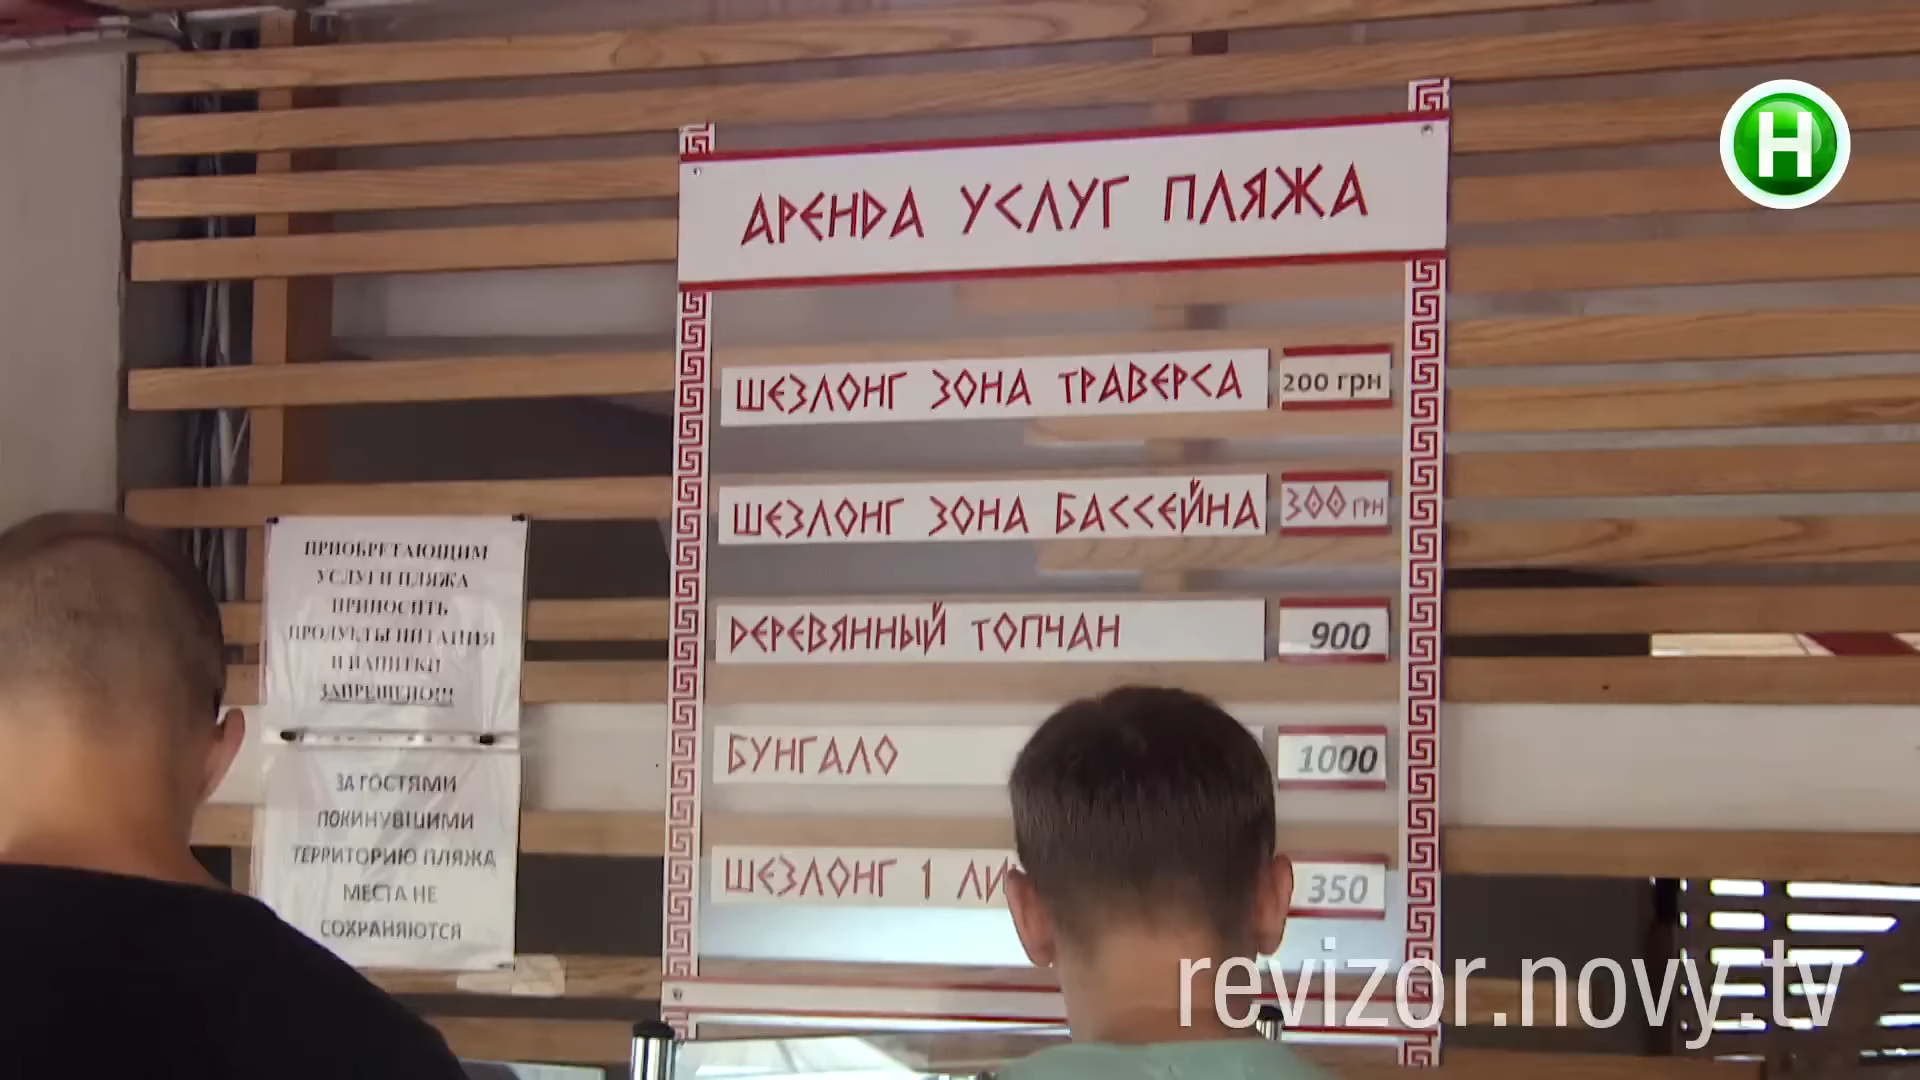 Н
АРЕНДА УСЛУГ ПЛЯЖА
ШЕЗЛОНГ ЗОНА ТРАВЕРСА 200 грн
ШЕЗЛОНГ ЗОНА БАССЕЙНА 300 ГРН
ДЕРЕВЯННЫЙ ТОПЧАН 900
БУНГАЛО 1000
ШЕЗЛОНГ 1 350
ПРИОБРЕТАЮЩИМ
УСЛУГИ ПЛЯЖА
ПРИНОСИТЬ
ПРОДУКТЫ ПИТАНИЯ
И НАПИТКИ
ЗАПРЕЩЕНО!!!
ЗА ГОСТЯМИ
ПОКИНУВШИМИ
ТЕРРИТОРИЮ ПЛЯЖА
МЕСТА НЕ
СОХРАНЯЮТСЯ
revizor.novy.tv